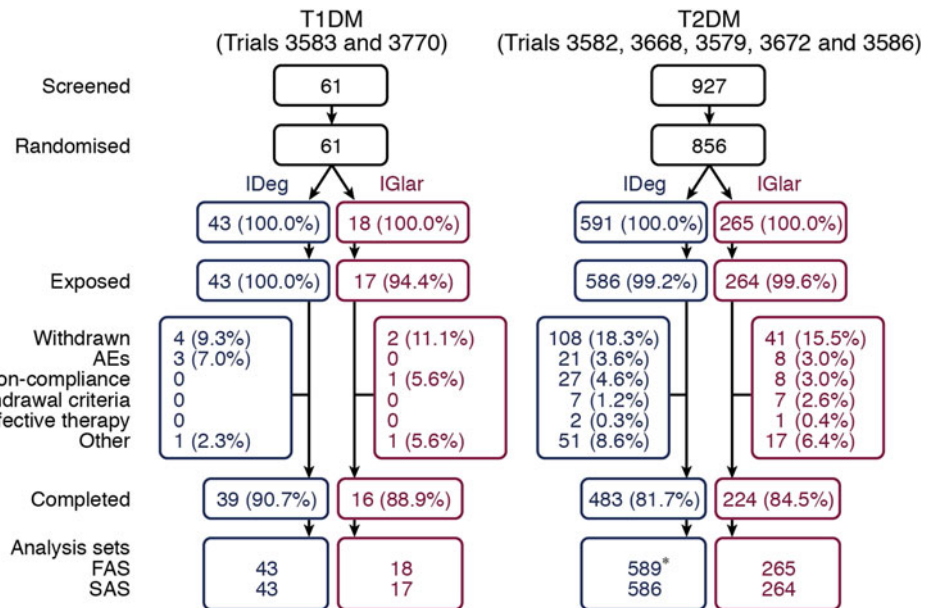 T1DM
(Trials 3583 and 3770)
T2DM
(Trials 3582, 3668, 3579, 3672 and 3586)
Screened 61 927
Randomised 61 856
IDeg IGlar IDeg IGlar
43 (100.0%) 18 (100.0%) 591 (100.0%) 265 (100.0%)
Exposed 43 (100.0%) 17 (94.4%) 586 (99.2%) 264 (99.6%)
Withdrawn 4 (9.3%) 2 (11.1%) 108 (18.3%) 41 (15.5%)
AEs 3 (7.0%) 0 21 (3.6%) 8 (3.0%)
on-compliance 0 1 (5.6%) 27 (4.6%) 8 (3.0%)
drawal criteria 0 0 7 (1.2%) 7 (2.6%)
fective therapy 0 0 2 (0.3%) 1 (0.4%)
Other 1 (2.3%) 1 (5.6%) 51 (8.6%) 17 (6.4%)
Completed 39 (90.7%) 16 (88.9%) 483 (81.7%) 224 (84.5%)
Analysis sets
FAS 43 18 589* 265
SAS 43 17 586 264